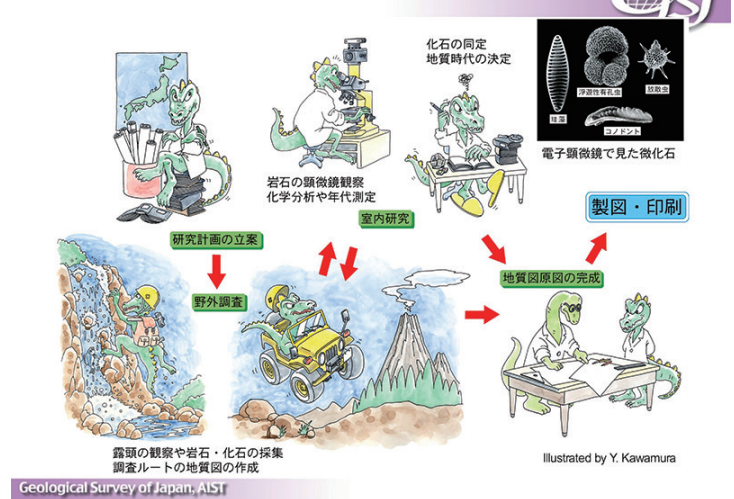 GSJ
化石の同定
地質時代の決定
珪藻
浮遊性有孔虫
放散虫
コノドント
電子顕微鏡で見た微化石
岩石の顕微鏡観察
化学分析や年代測定
室内研究
製図・印刷
研究計画の立案
野外調査
地質図原図の完成
露頭の観察や岩石・化石の採集
調査ルートの地質図の作成
Illustrated by Y. Kawamura
Geological Survey of Japan, AIST